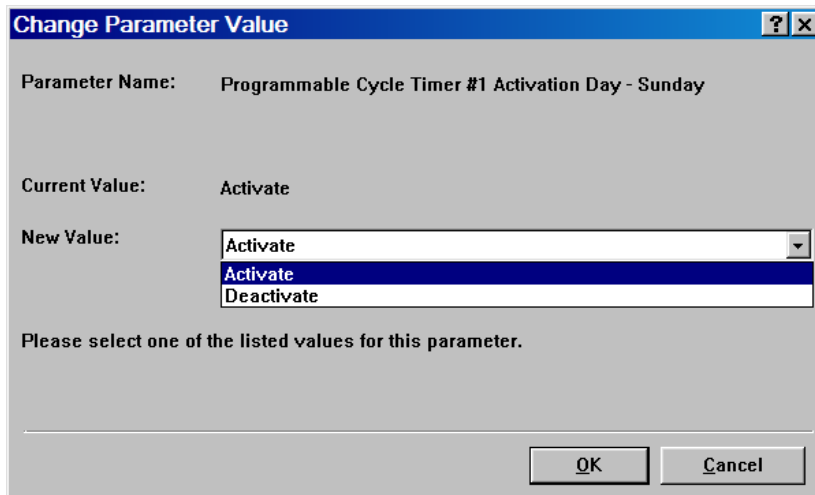 Change Parameter Value
Parameter Name: Programmable Cycle Timer #1 Activation Day - Sunday
Current Value: Activate
New Value: Activate
Activate
Deactivate
Please select one of the listed values for this parameter.
OK Cancel